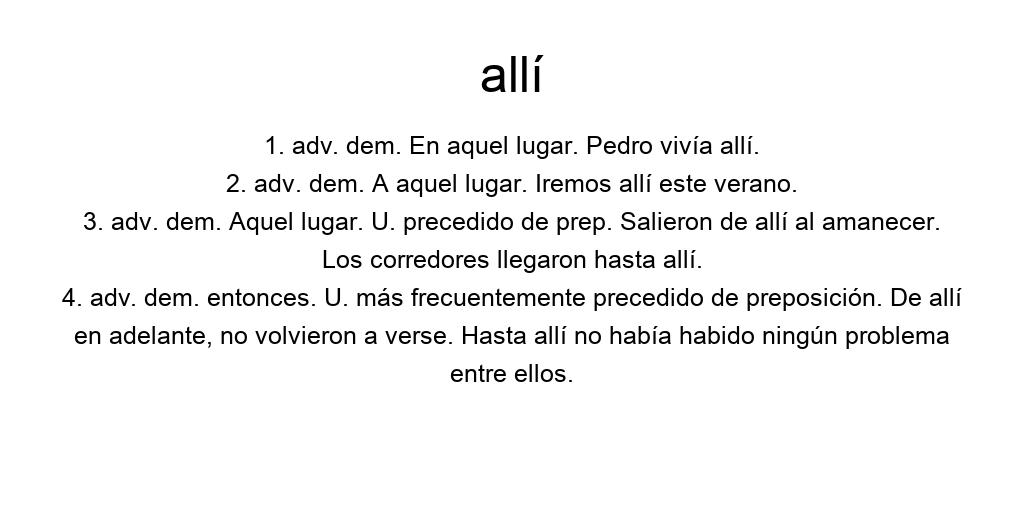 allí
1. adv. dem. En aquel lugar. Pedro vivía allí.
2. adv. dem. A aquel lugar. Iremos allí este verano.
3. adv. dem. Aquel lugar. U. precedido de prep. Salieron de allí al amanecer.
Los corredores llegaron hasta allí.
4. adv. dem. entonces. U. más frecuentemente precedido de preposición. De allí
en adelante, no volvieron a verse. Hasta allí no había habido ningún problema
entre ellos.